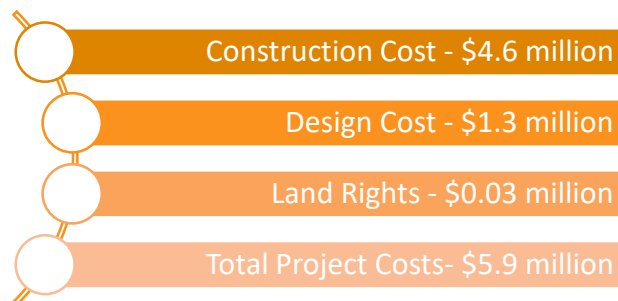 Construction Cost - $4.6 million
Design Cost - $1.3 million
Land Rights - $0.03 million
Total Project Costs- $5.9 million